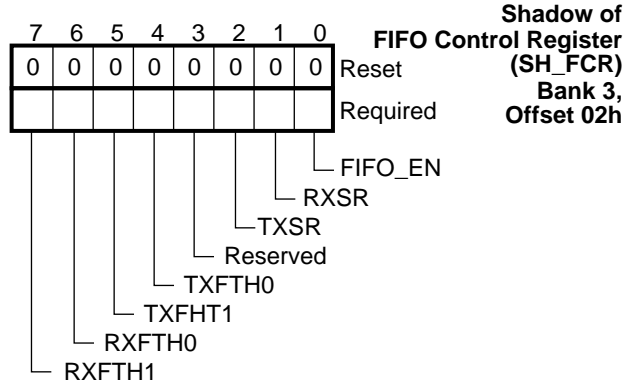 Shadow of
FIFO Control Register
(SH_FCR)
Bank 3,
Offset 02h
7 6 5 4 3 2 1 0
0 0 0 0 0 0 0 0 Reset
Required
FIFO_EN
RXSR
TXSR
Reserved
TXFTH0
TXFHT1
RXFTH0
RXFTH1